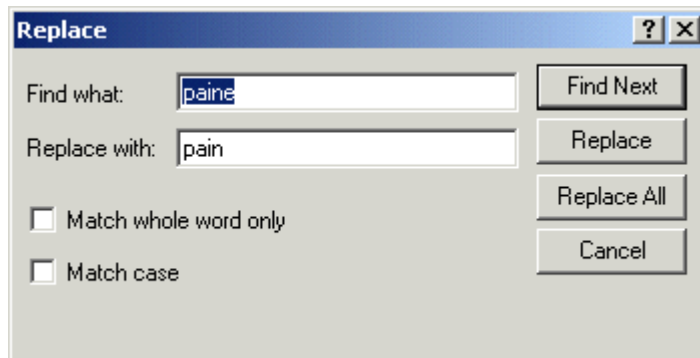 Replace
Find what: paine Find Next
Replace with: pain Replace
Replace All
Match whole word only
Cancel
Match case